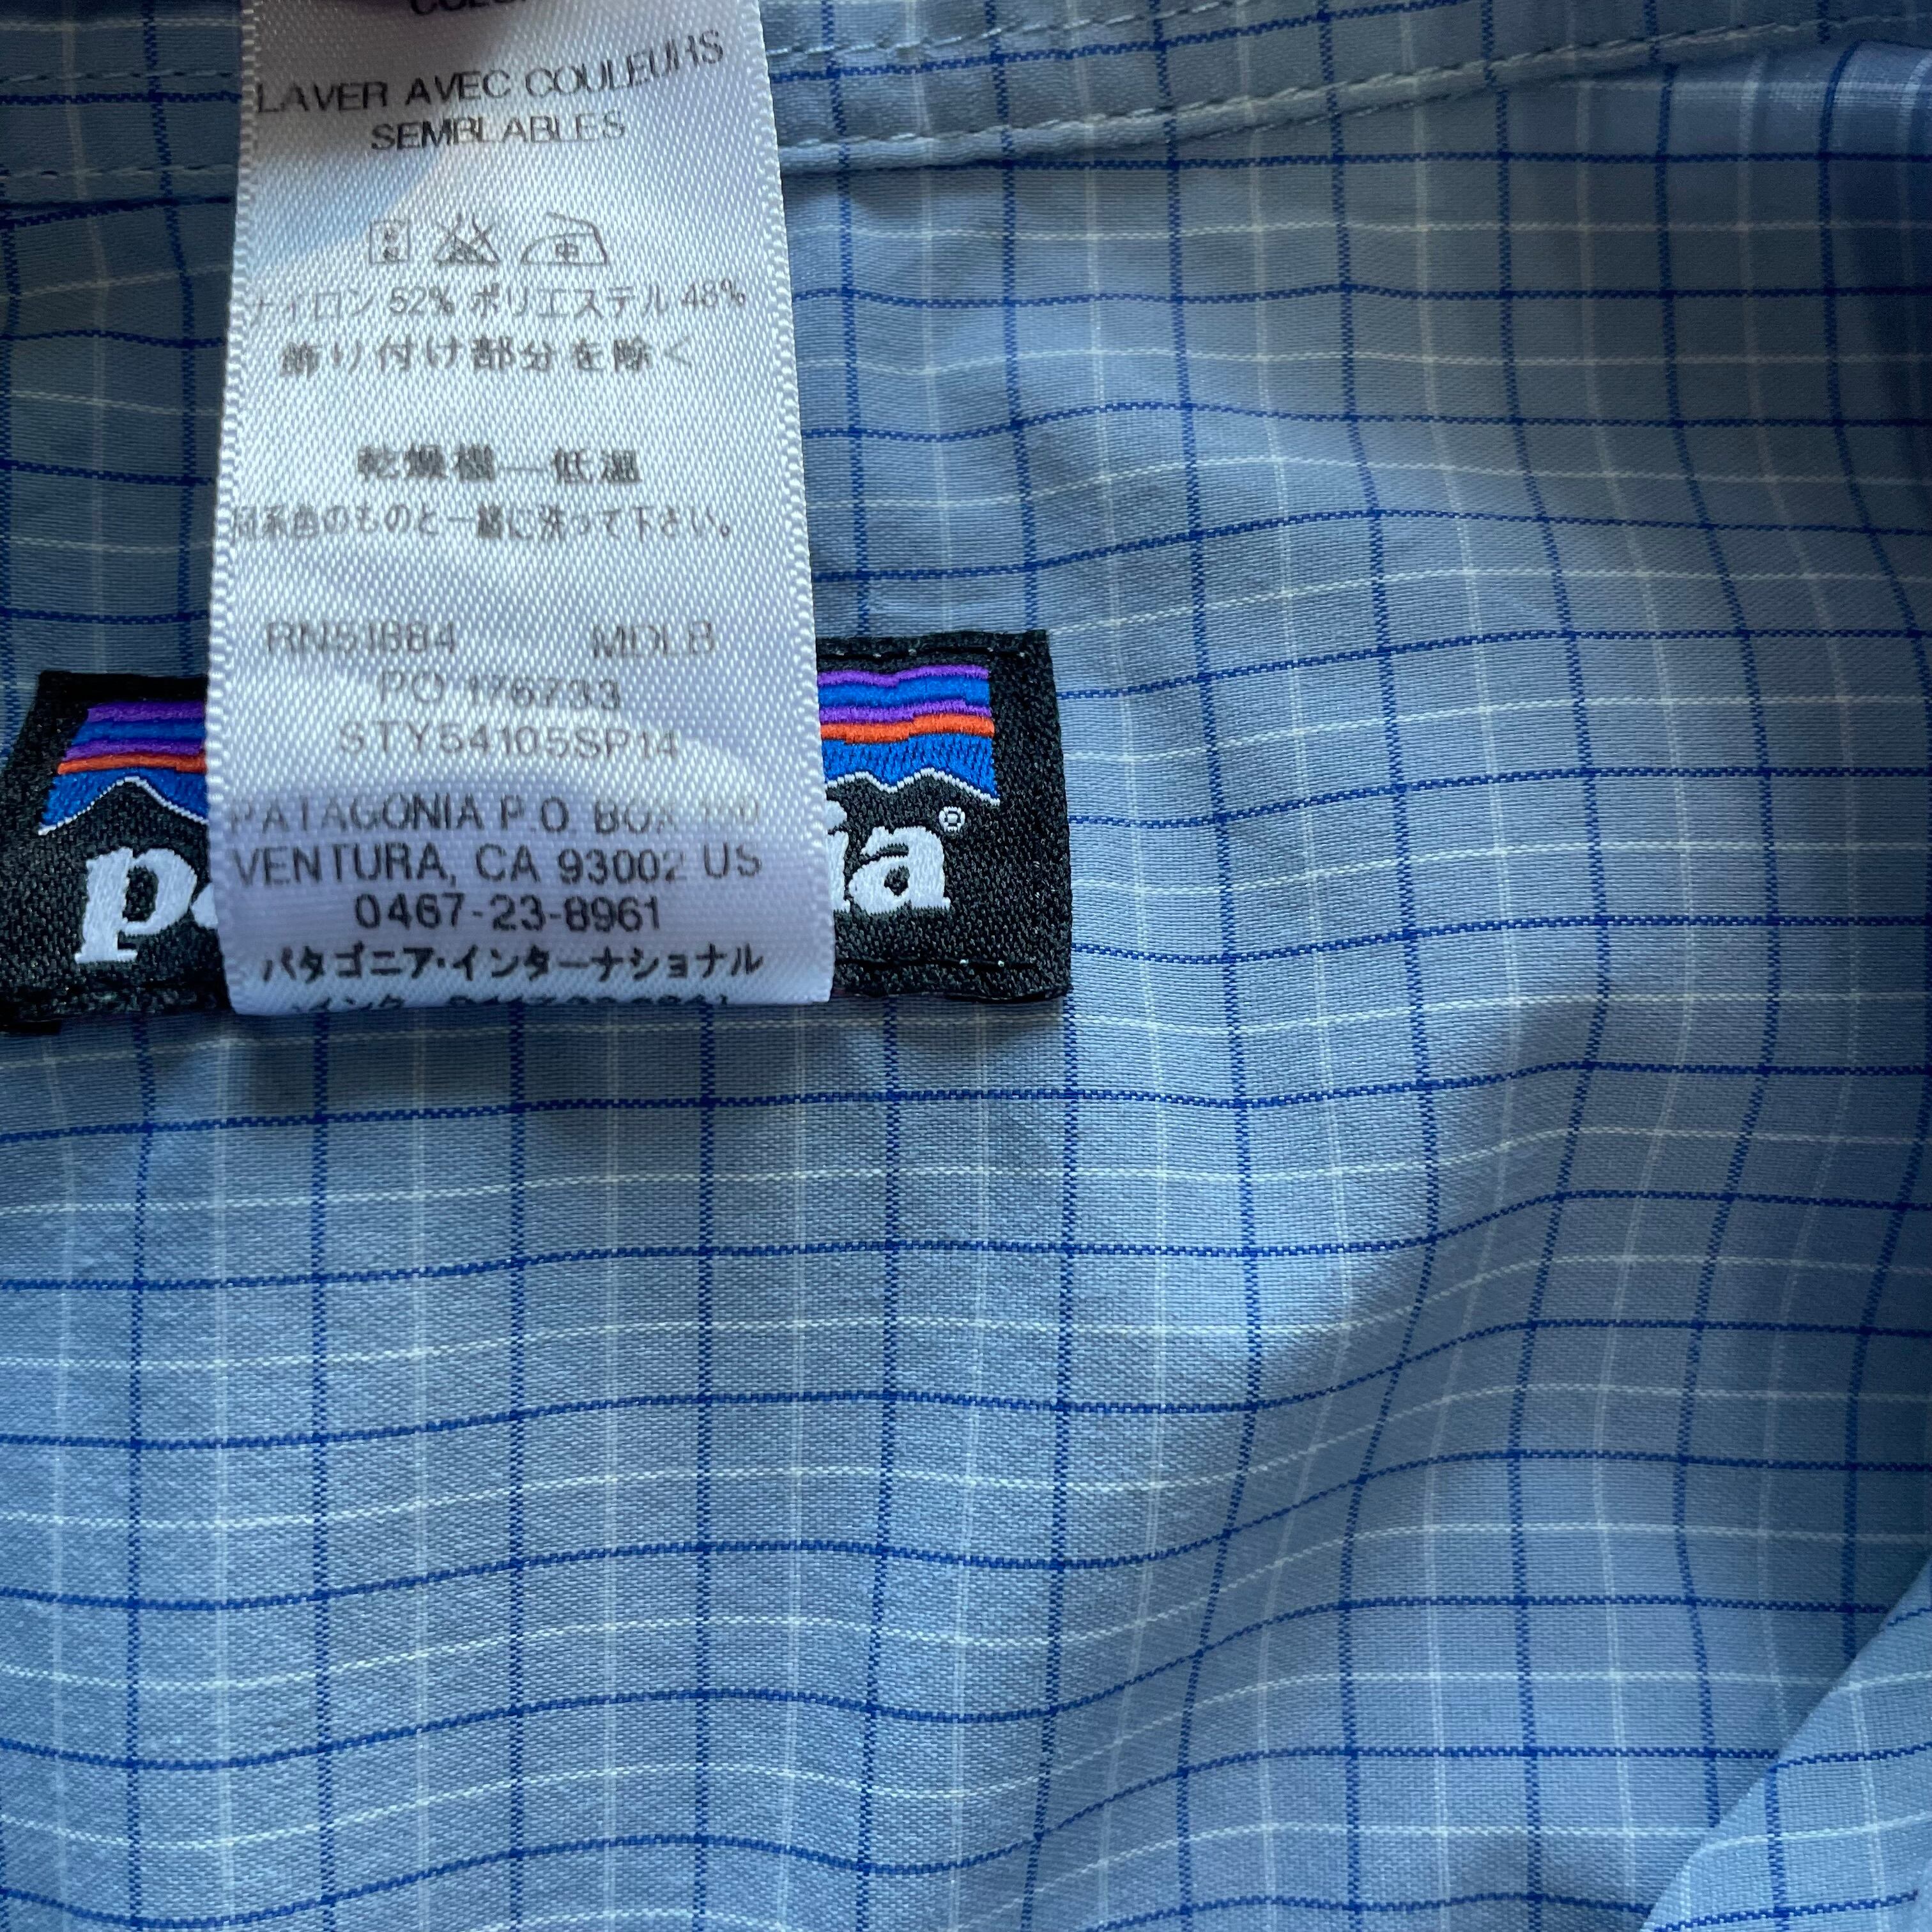 LAVER AVEC COULEURS
SEMBLABLES
ナイロン 52% ポリエステル 48%
飾り付け部分を除く
乾燥機—低温
同系色のものと一緒に洗って下さい。
RN51884 MDLB
PO 176733
STY54105SP14
PATAGONIA P.O. BOX 150
VENTURA, CA 93002 US
0467-23-8961
パタゴニア・インターナショナル